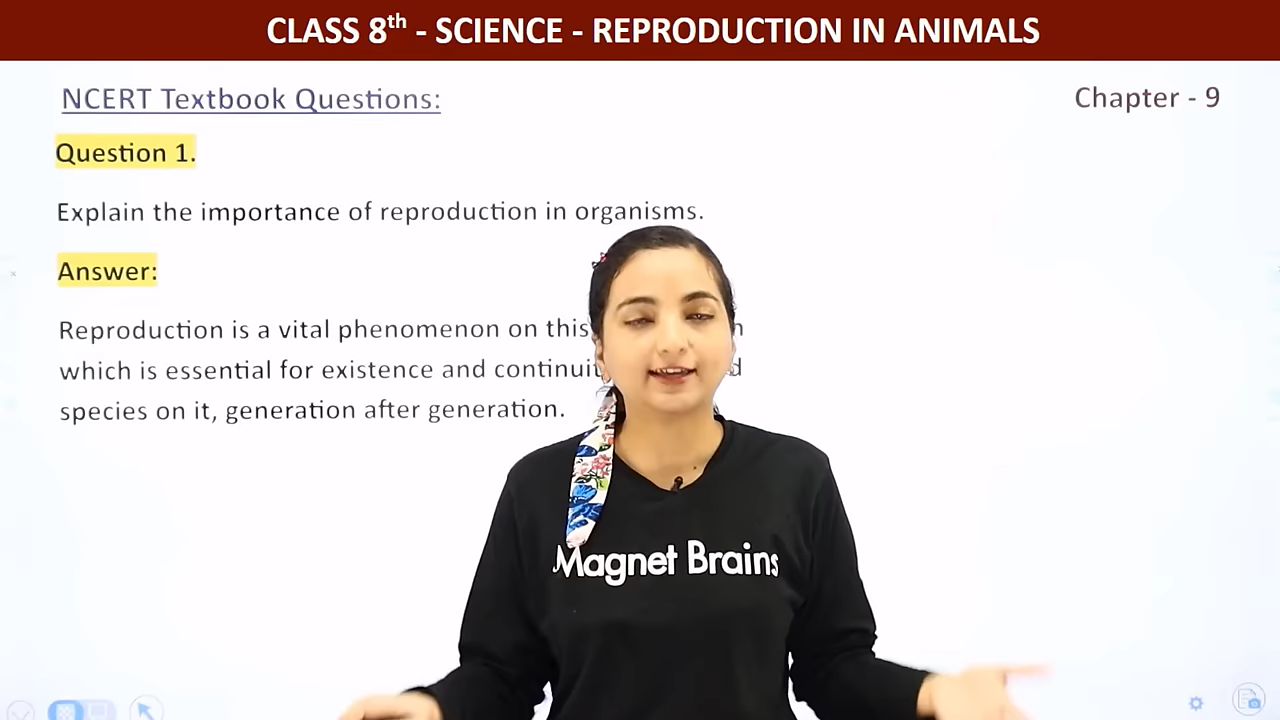 CLASS 8th - SCIENCE - REPRODUCTION IN ANIMALS
NCERT Textbook Questions:
Chapter - 9
Question 1.
Explain the importance of reproduction in organisms.
Answer:
Reproduction is a vital phenomenon on this
which is essential for existence and
species on it, generation after generation.
Magnet Brains